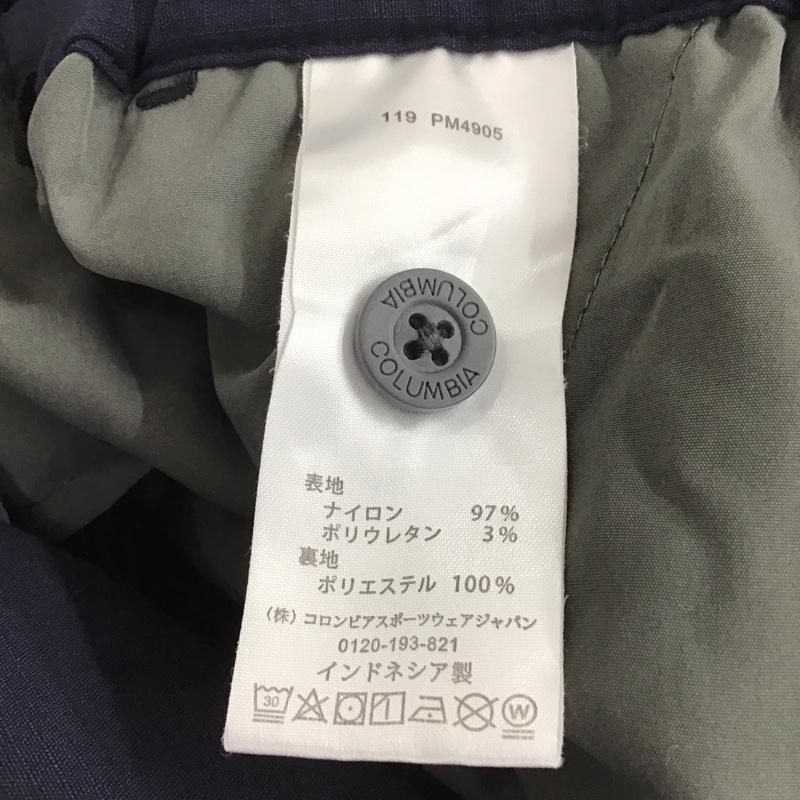 119 PM4905
COLUMBIA
COLUMBIA
表地
ナイロン 97%
ポリウレタン 3%
裏地
ポリエステル 100%
(株)コロンビアスポーツウェアジャパン
0120-193-821
インドネシア製
30
W